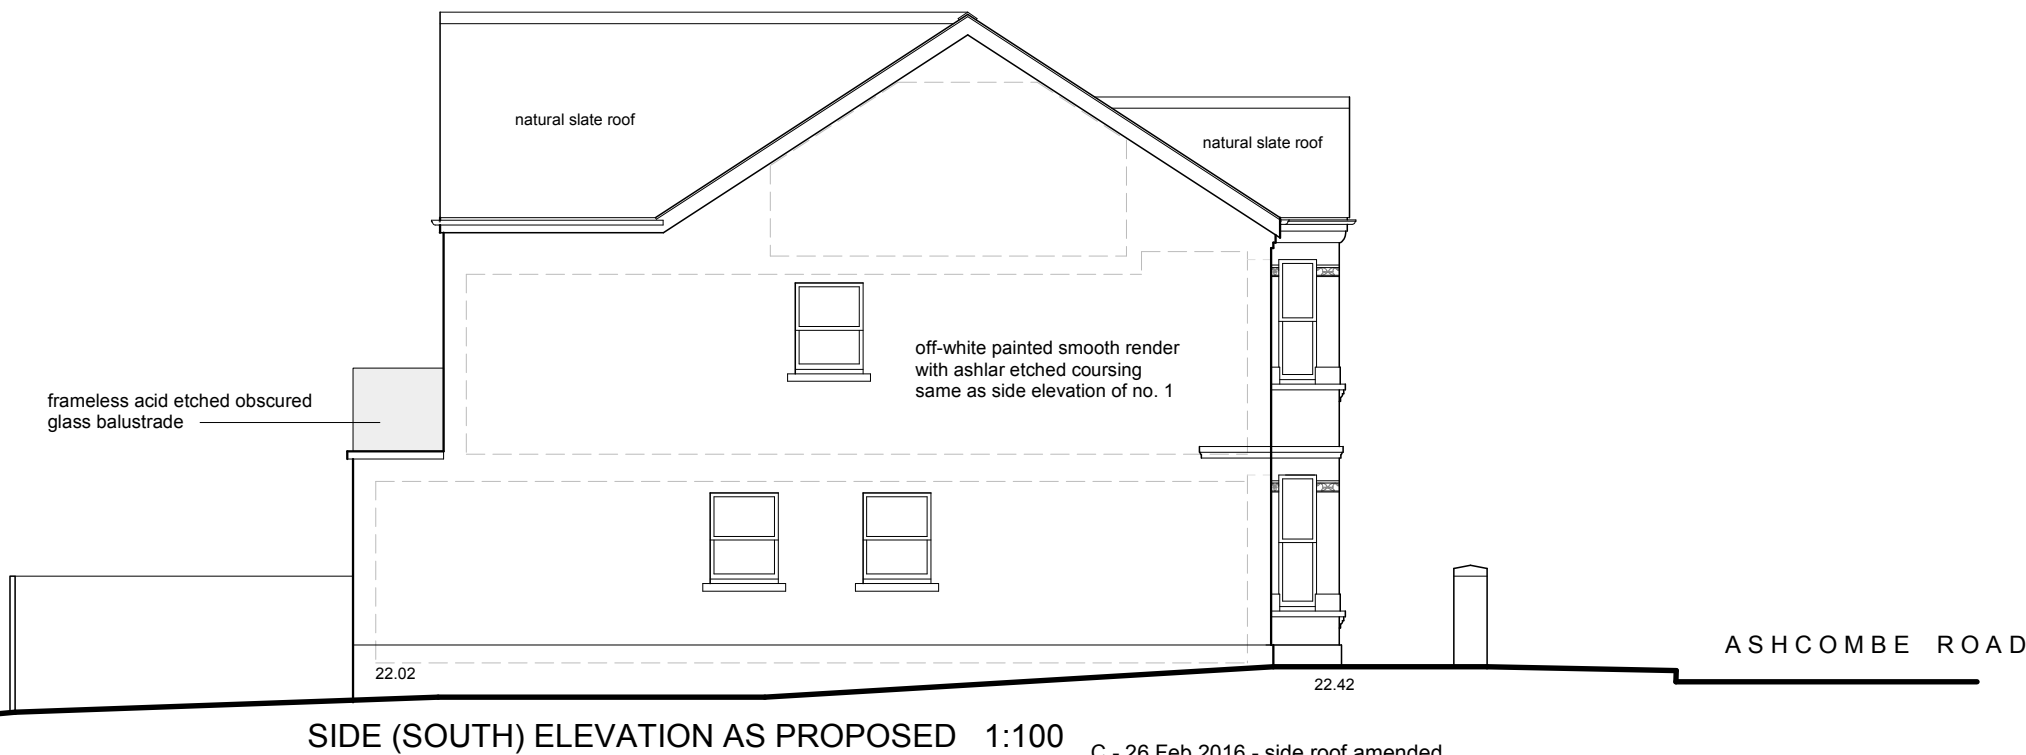 natural slate roof
natural slate roof
off-white painted smooth render
with ashlar etched coursing
same as side elevation of no. 1
frameless acid etched obscured
glass balustrade
ASHCOMBE ROAD
22.02
22.42
SIDE (SOUTH) ELEVATION AS PROPOSED 1:100
C - 26 Feb 2016 - side roof amended